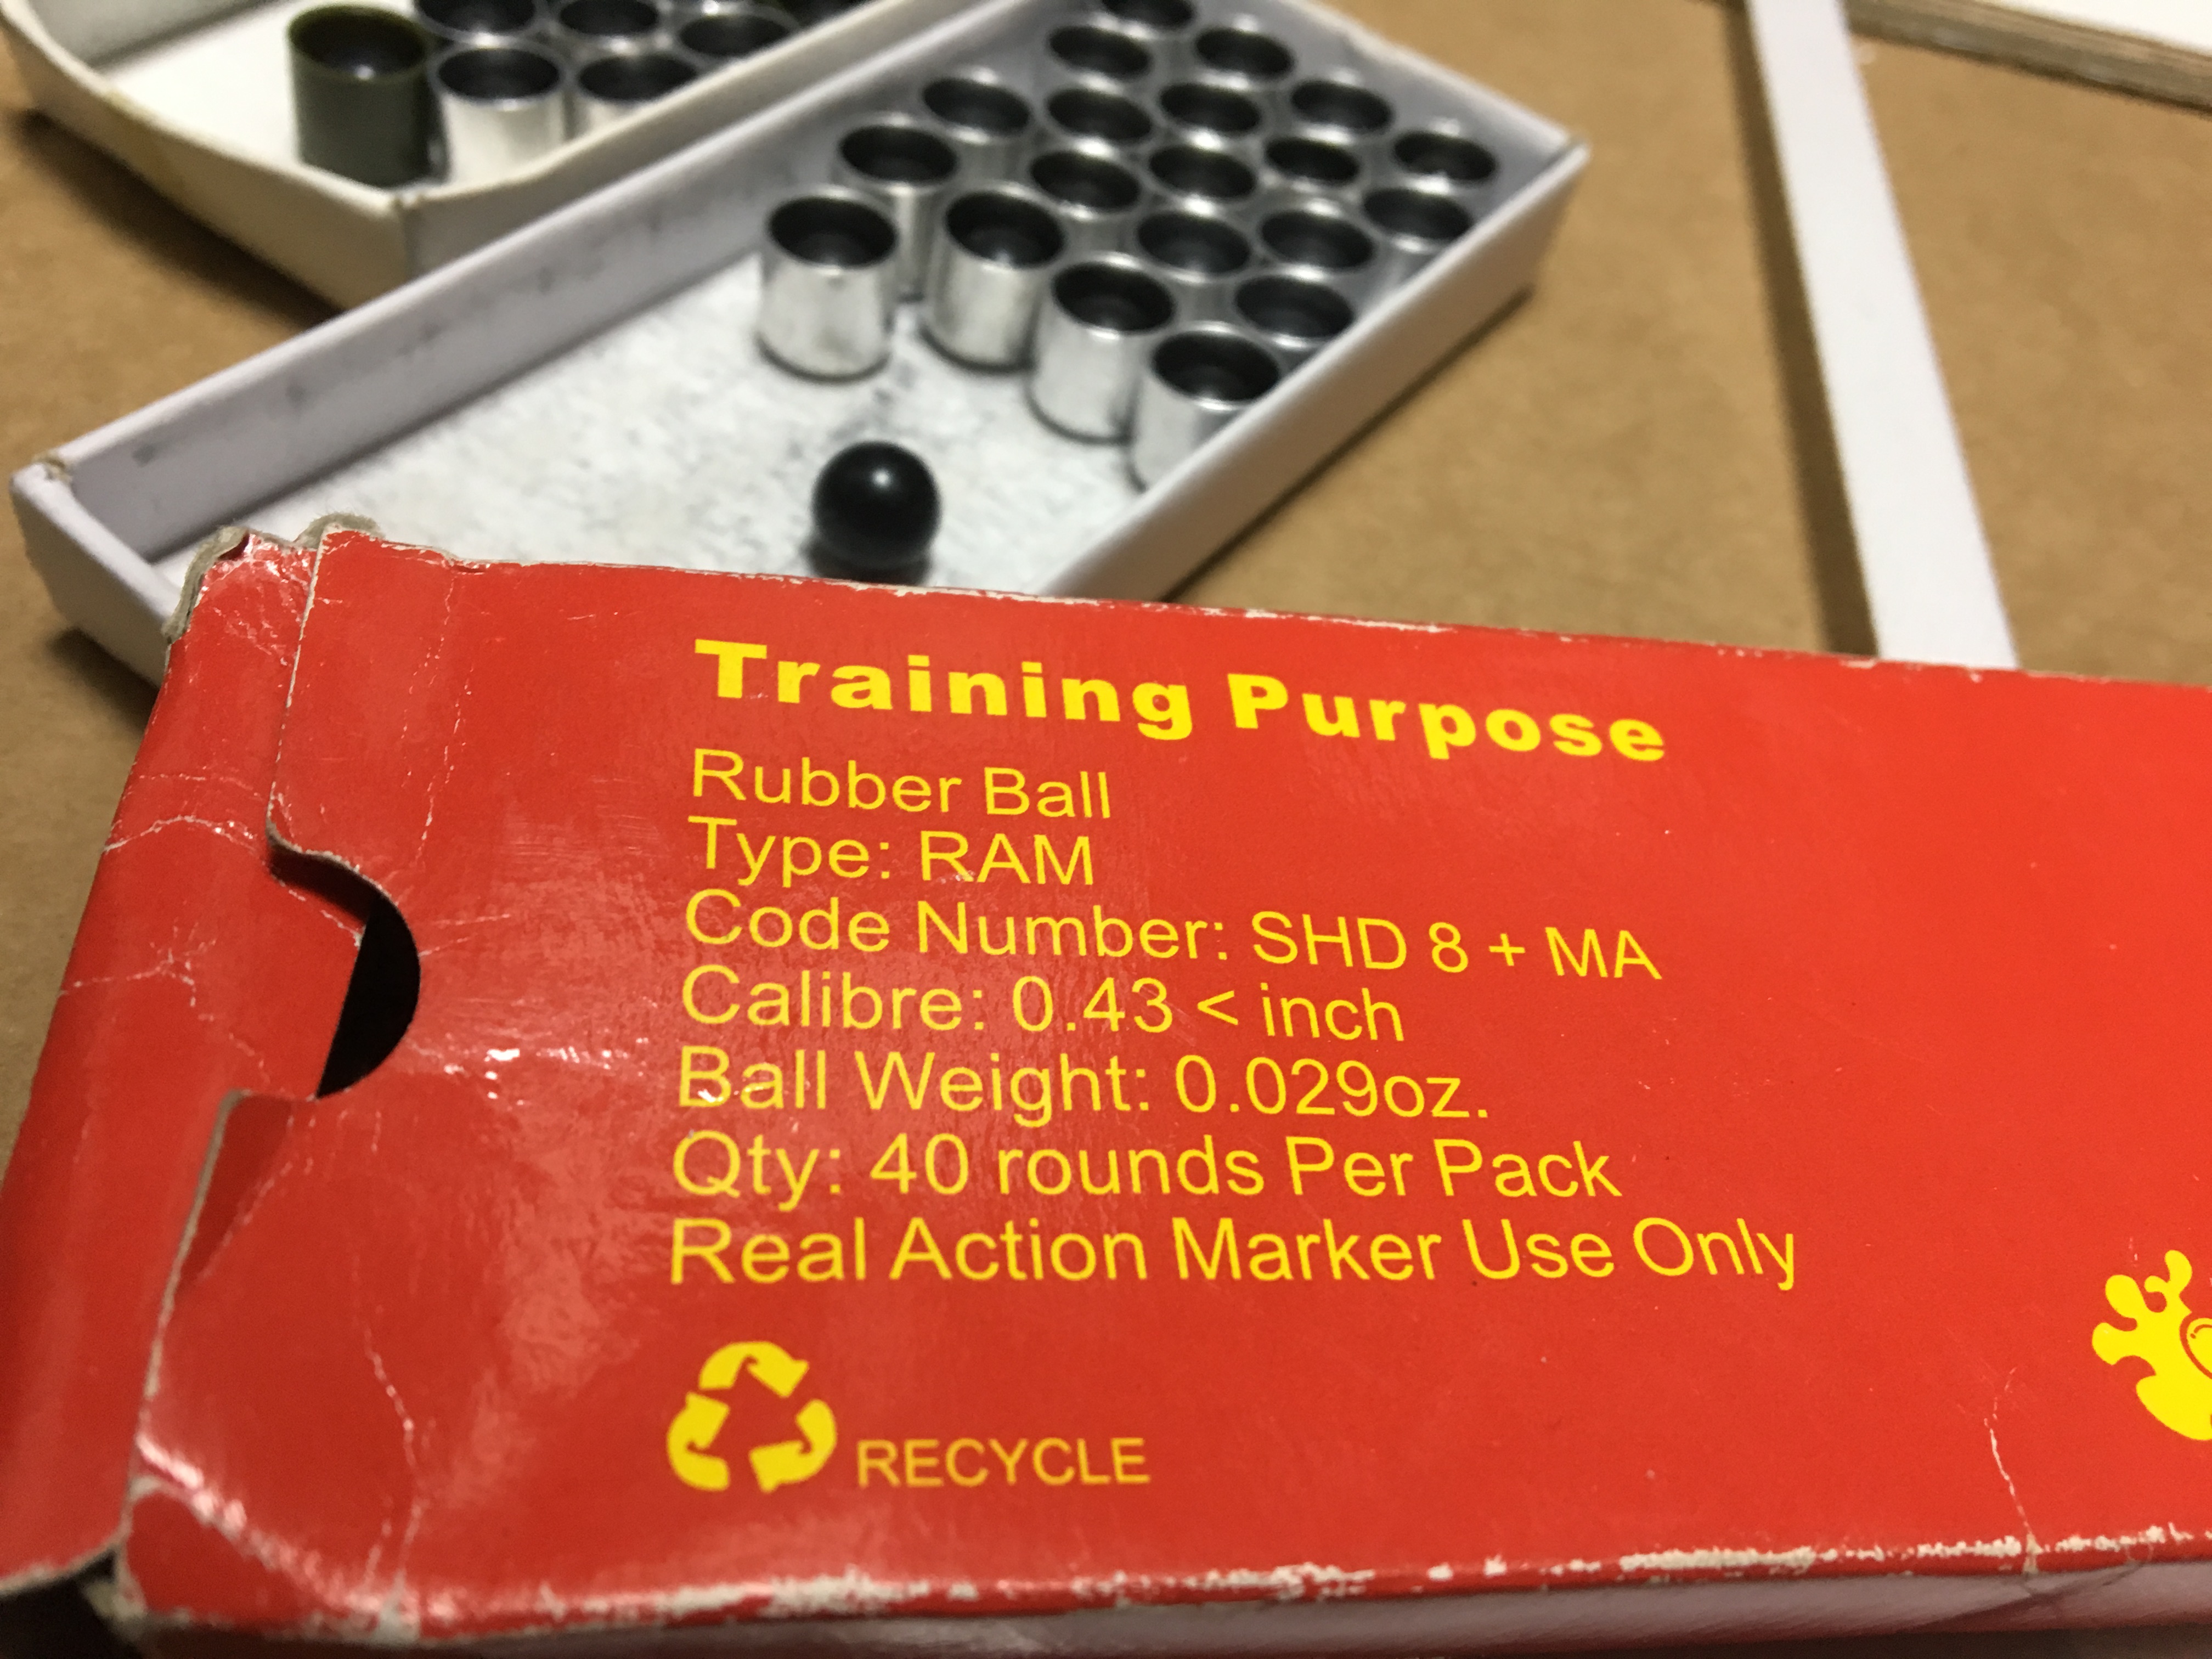 Training Purpose
Rubber Ball
Type: RAM
Code Number: SHD 8 + MA
Calibre: 0.43 < inch
Ball Weight: 0.029oz.
Qty: 40 rounds Per Pack
Real Action Marker Use Only
RECYCLE